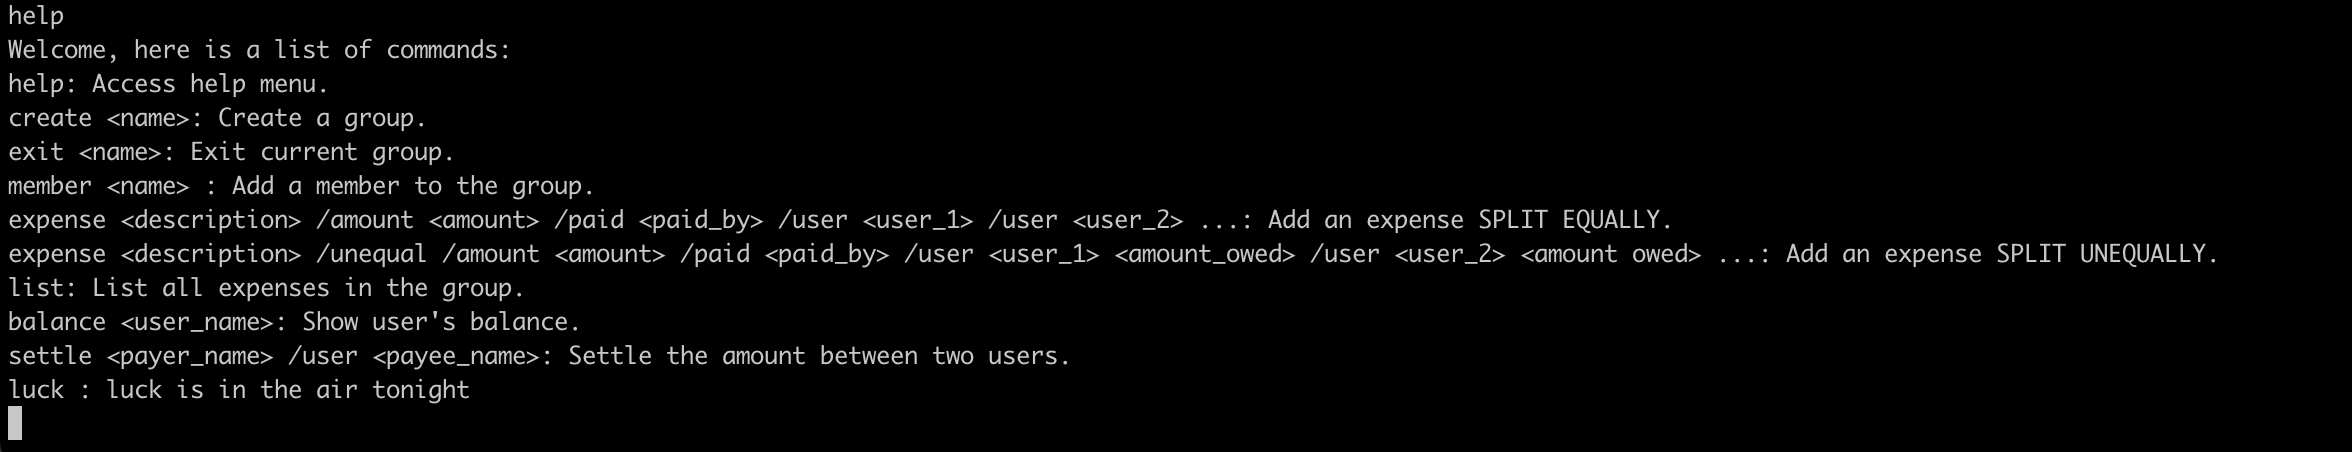 help
Welcome, here is a list of commands:
help: Access help menu.
create <name>: Create a group.
exit <name>: Exit current group.
member <name> : Add a member to the group.
expense <description> /amount <amount> /paid <paid_by> /user <user_1> /user <user_2> ...: Add an expense SPLIT EQUALLY.
expense <description> /unequal /amount <amount> /paid <paid_by> /user <user_1> <amount_owed> /user <user_2> <amount owed> ...: Add an expense SPLIT UNEQUALLY.
list: List all expenses in the group.
balance <user_name>: Show user's balance.
settle <payer_name> /user <payee_name>: Settle the amount between two users.
luck : luck is in the air tonight